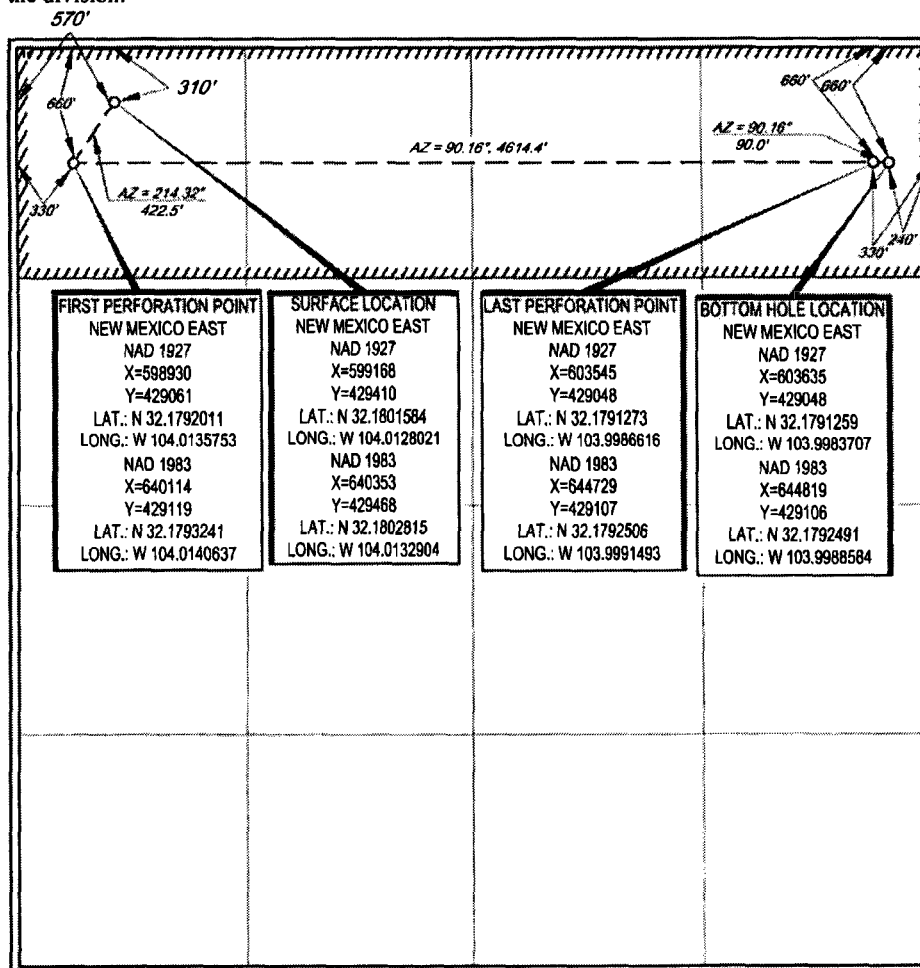 the division.
570'
660'
310'
660'
660'
AZ = 90.16°, 4614.4'
AZ = 90.16°
90.0'
330'
AZ = 214.32°
422.5'
330'
240'
FIRST PERFORATION POINT
NEW MEXICO EAST
NAD 1927
X=598930
Y=429061
LAT.: N 32.1792011
LONG.: W 104.0135753
NAD 1983
X=640114
Y=429119
LAT.: N 32.1793241
LONG.: W 104.0140637
SURFACE LOCATION
NEW MEXICO EAST
NAD 1927
X=599168
Y=429410
LAT.: N 32.1801584
LONG.: W 104.0128021
NAD 1983
X=640353
Y=429468
LAT.: N 32.1802815
LONG.: W 104.0132904
LAST PERFORATION POINT
NEW MEXICO EAST
NAD 1927
X=603545
Y=429048
LAT.: N 32.1791273
LONG.: W 103.9986616
NAD 1983
X=644729
Y=429107
LAT.: N 32.1792506
LONG.: W 103.9991493
BOTTOM HOLE LOCATION
NEW MEXICO EAST
NAD 1927
X=603635
Y=429048
LAT.: N 32.1791259
LONG.: W 103.9983707
NAD 1983
X=644819
Y=429106
LAT.: N 32.1792491
LONG.: W 103.9988584